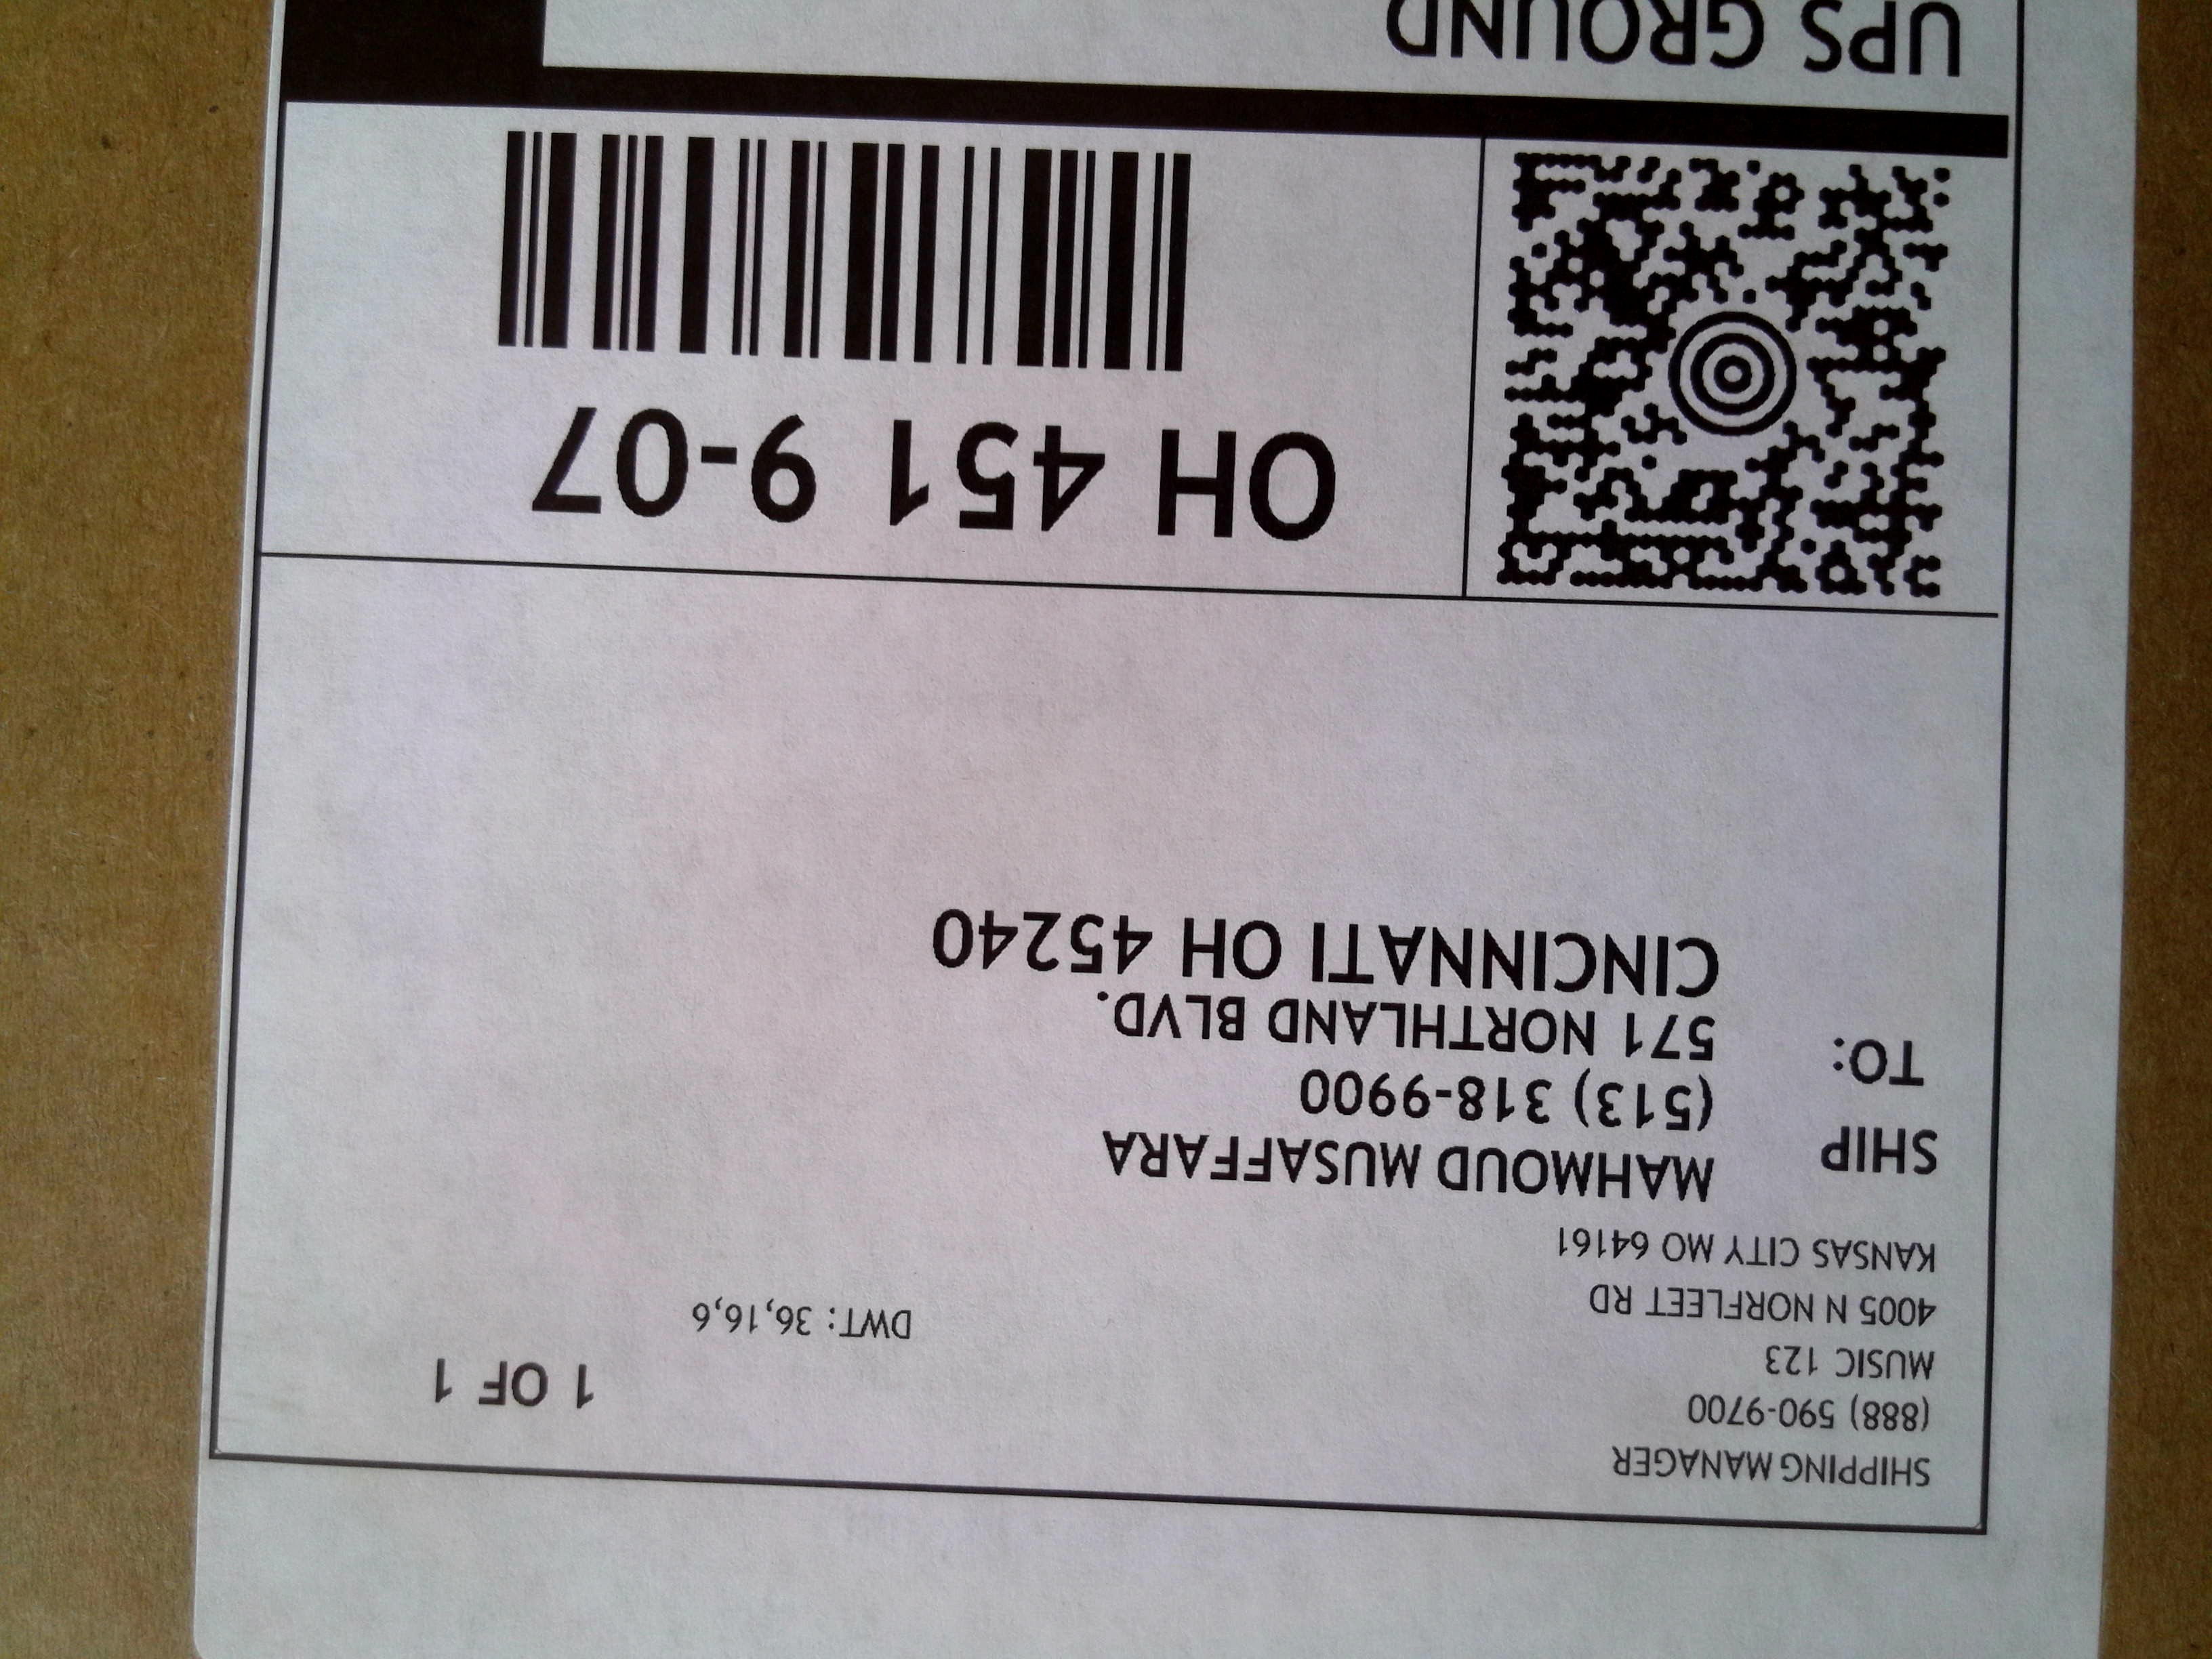 SHIPPING MANAGER
(888) 590-9700
MUSIC 123
4005 N NORFLEET RD
KANSAS CITY MO 64161
1 OF 1
DWT: 36,16,6
SHIP
TO:
MAHMOUD MUSAFFARA
(513) 318-9900
571 NORTHLAND BLVD.
CINCINNATI OH 45240
OH 451 9-07
UPS GROUND